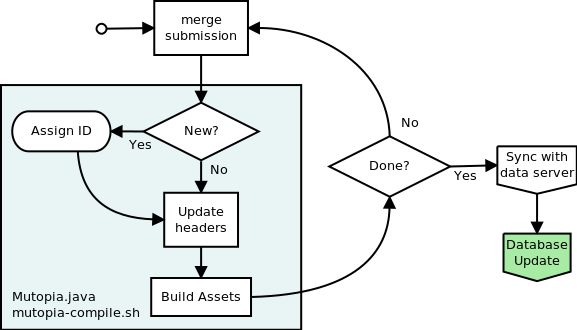 merge
submission
New?
Yes
Assign ID
No
Update
headers
Build Assets
Mutopia.java
mutopia-compile.sh
Done?
No
Yes
Sync with
data server
Database
Update